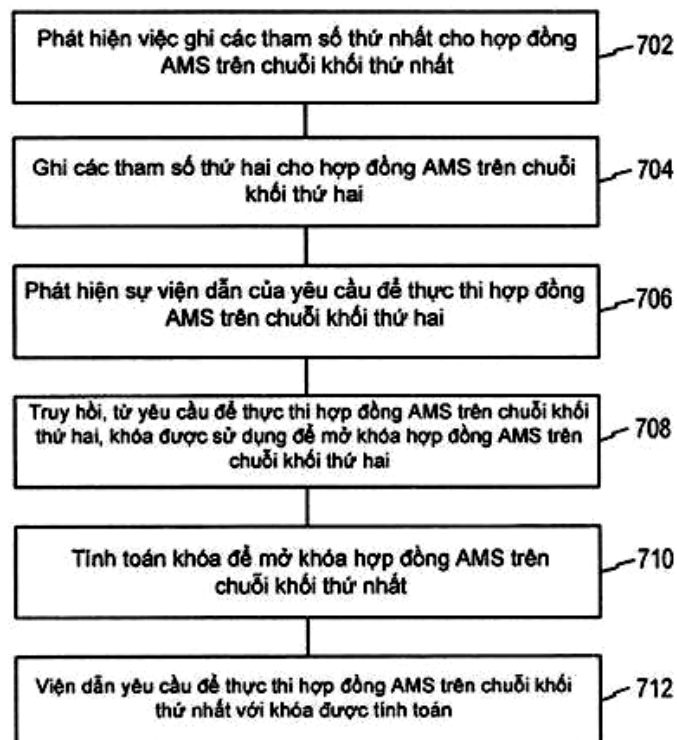 Phát hiện việc ghi các tham số thứ nhất cho hợp đồng
AMS trên chuỗi khối thứ nhất
702
Ghi các tham số thứ hai cho hợp đồng AMS trên chuỗi
khối thứ hai
704
Phát hiện sự viện dẫn của yêu cầu để thực thi hợp đồng
AMS trên chuỗi khối thứ hai
706
Truy hồi, từ yêu cầu để thực thi hợp đồng AMS trên chuỗi khối
thứ hai, khóa được sử dụng để mở khóa hợp đồng AMS trên
chuỗi khối thứ hai
708
Tính toán khóa để mở khóa hợp đồng AMS trên
chuỗi khối thứ nhất
710
Viện dẫn yêu cầu để thực thi hợp đồng AMS trên chuỗi khối
thứ nhất với khóa được tính toán
712